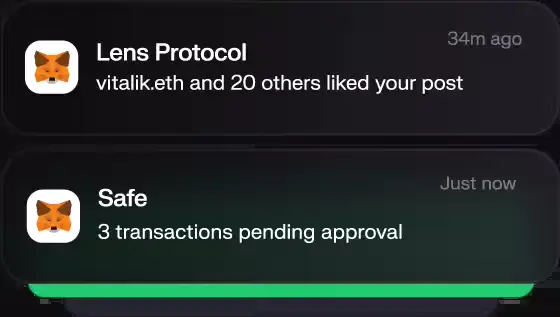 34m ago
Lens Protocol
vitalik.eth and 20 others liked your post
Just now
Safe
3 transactions pending approval